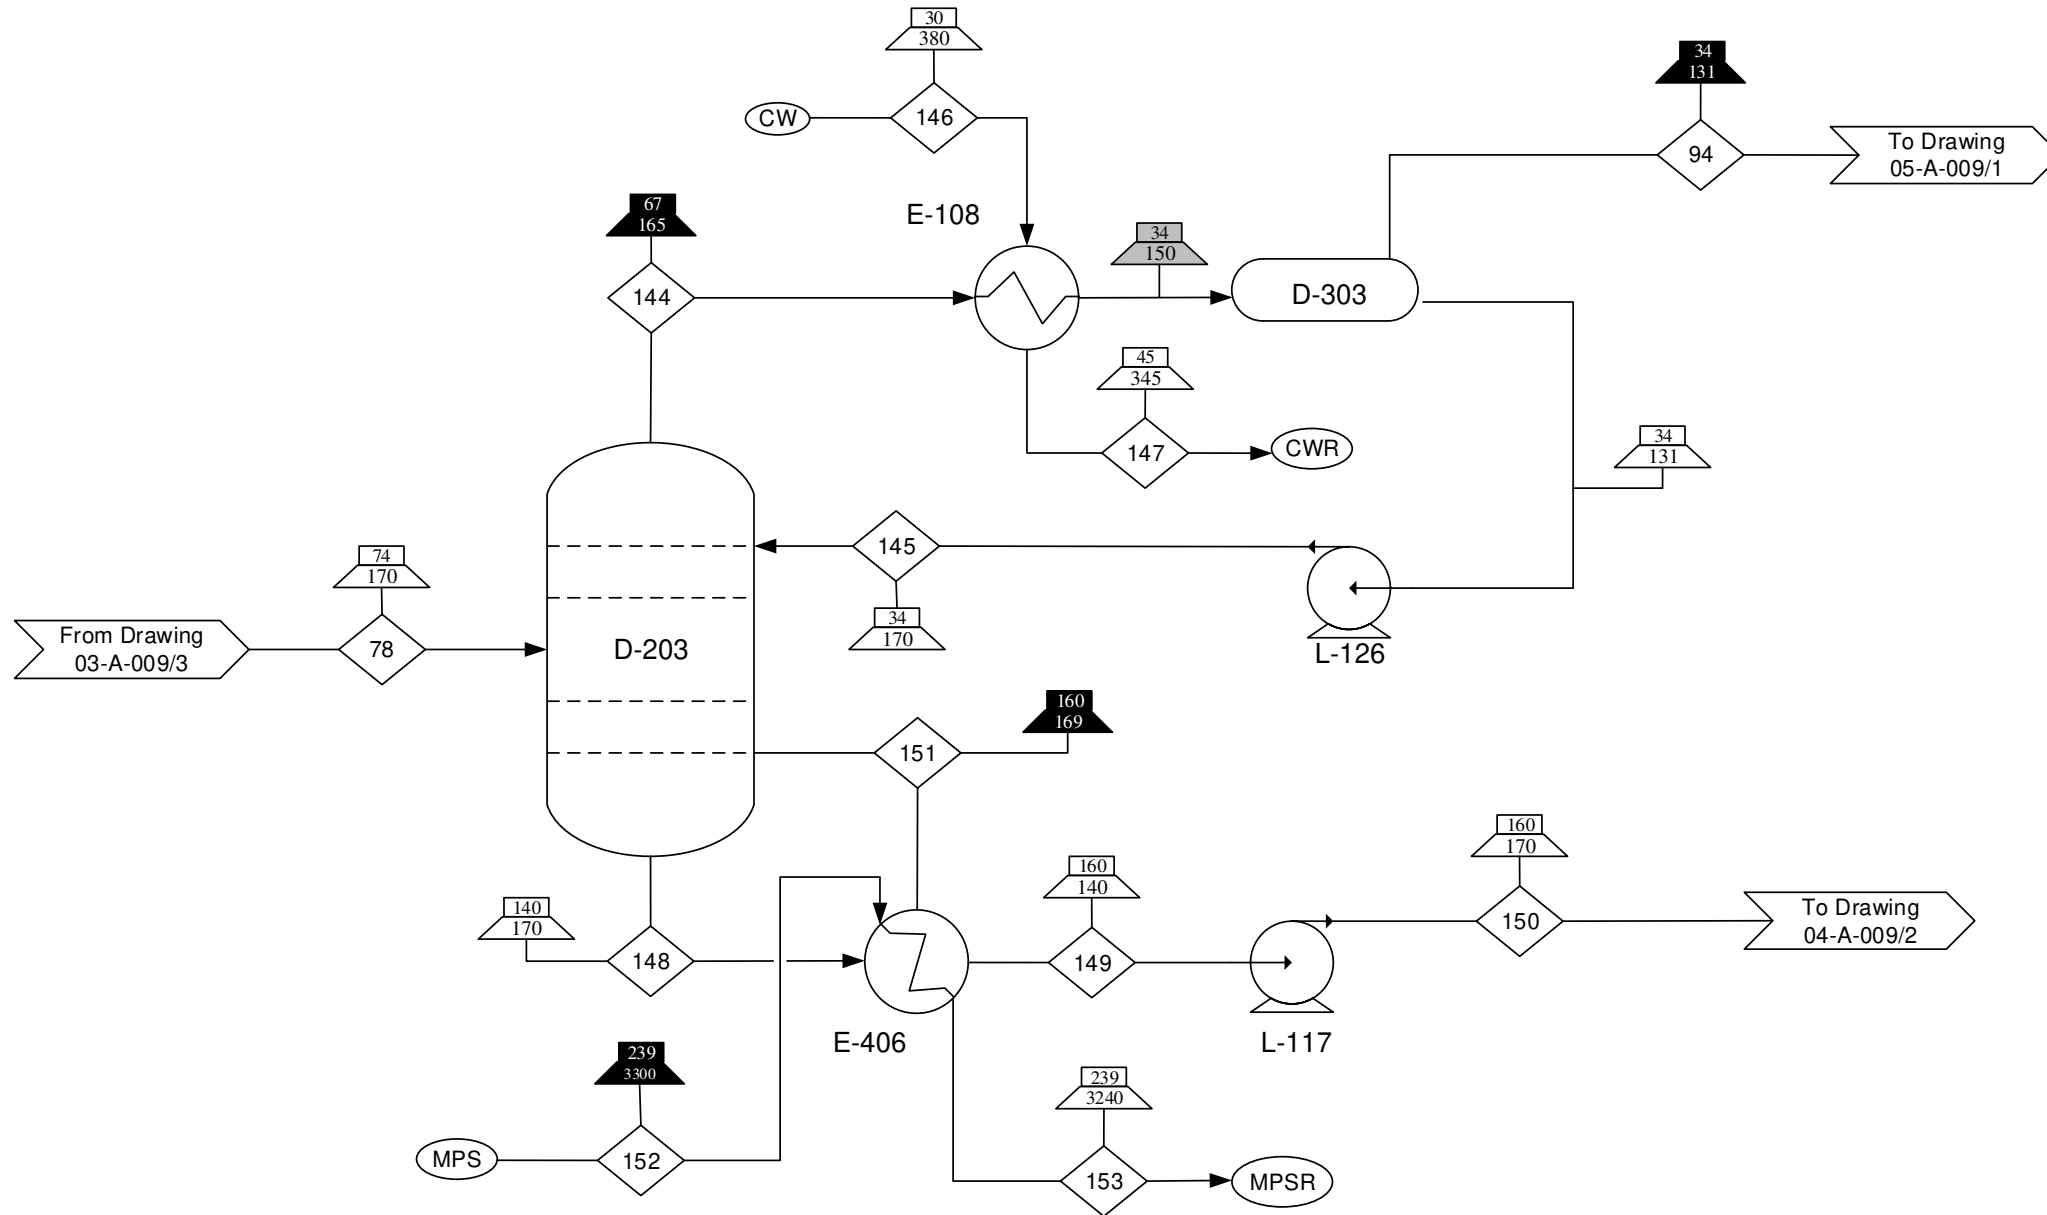 30
380
34
131
CW
146
To Drawing
05-A-009/1
94
67
165
E-108
34
150
144
D-303
45
345
147
CWR
34
131
145
74
170
34
170
From Drawing
03-A-009/3
78
D-203
L-126
160
169
151
160
170
160
140
140
170
150
To Drawing
04-A-009/2
148
149
E-406
L-117
239
3300
239
3240
MPS
152
153
MPSR